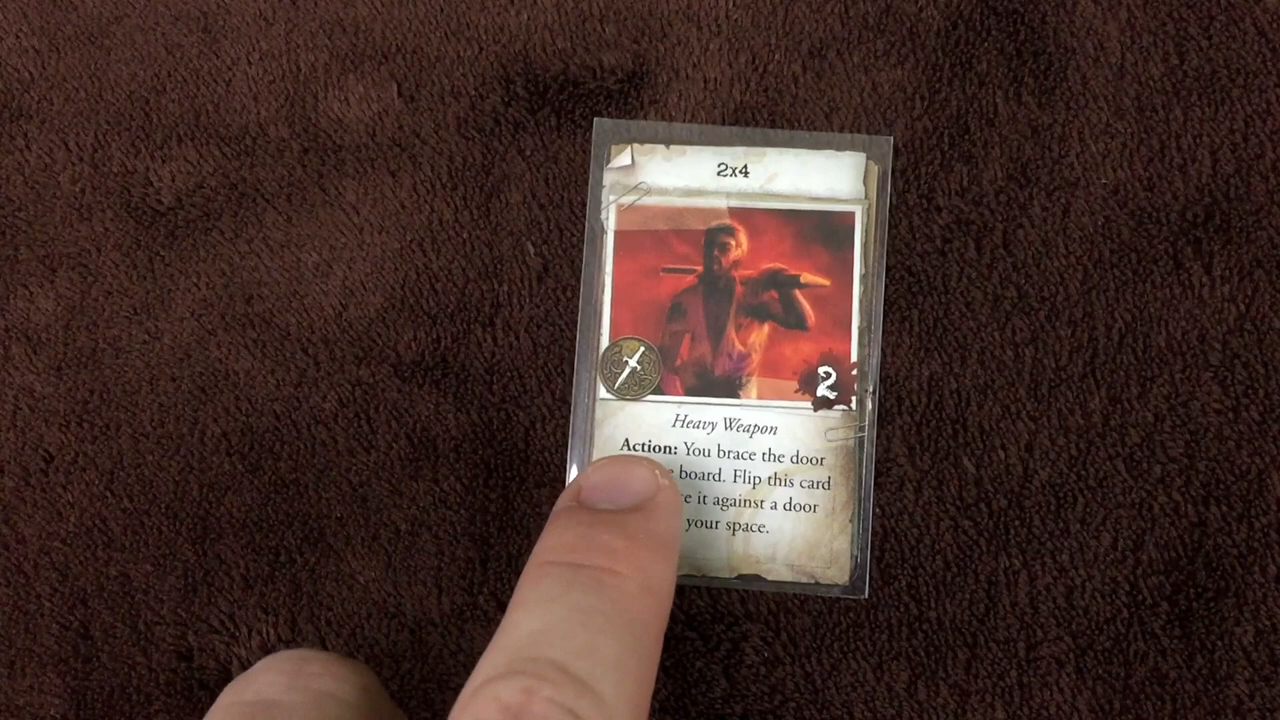 2x4
2
Heavy Weapon
Action: You brace the door
board. Flip this card
it against a door
your space.